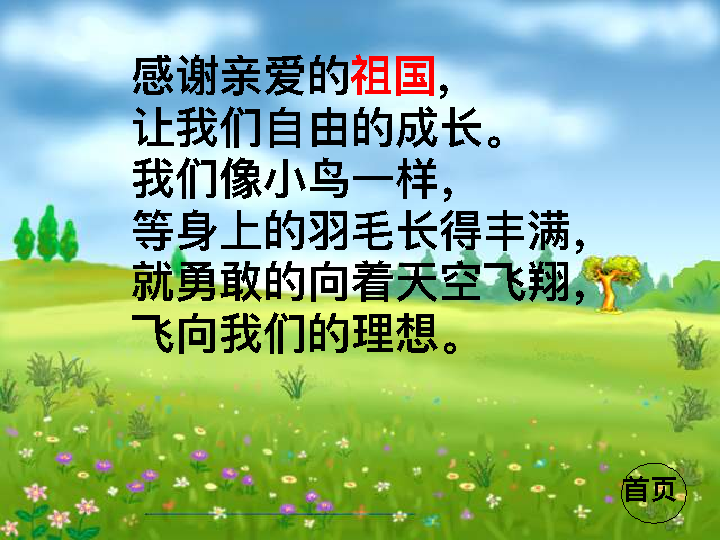 感谢亲爱的祖国，
让我们自由的成长。
我们像小鸟一样，
等身上的羽毛长得丰满，
就勇敢的向着天空飞翔，
飞向我们的理想。
首页